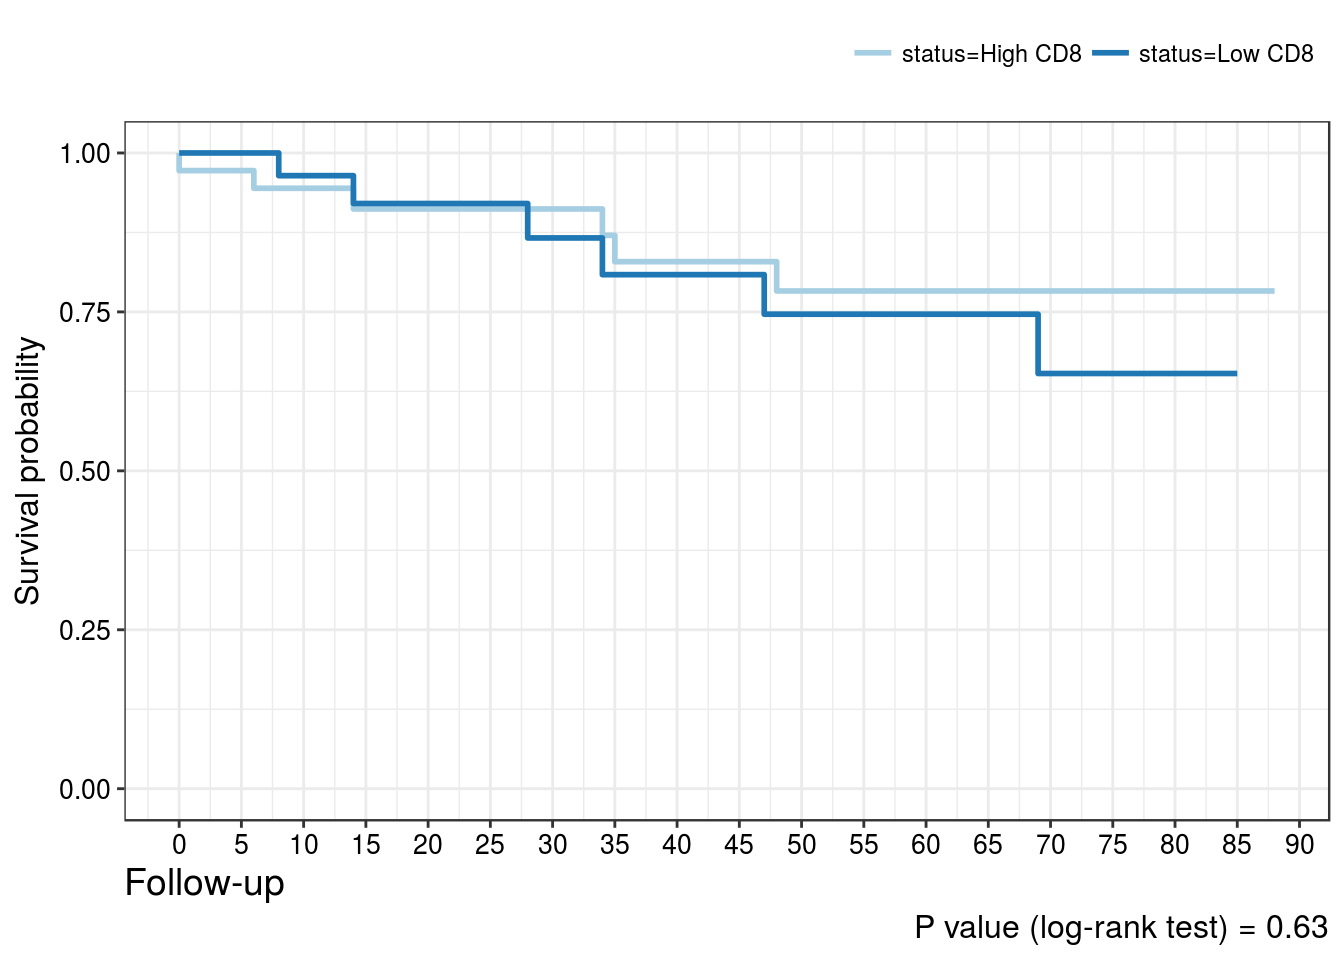 status=High CD8 status=Low CD8
Survival probability
1.00
0.75
0.50
0.25
0.00
0 5 10 15 20 25 30 35 40 45 50 55 60 65 70 75 80 85 90
Follow-up
P value (log-rank test) = 0.63